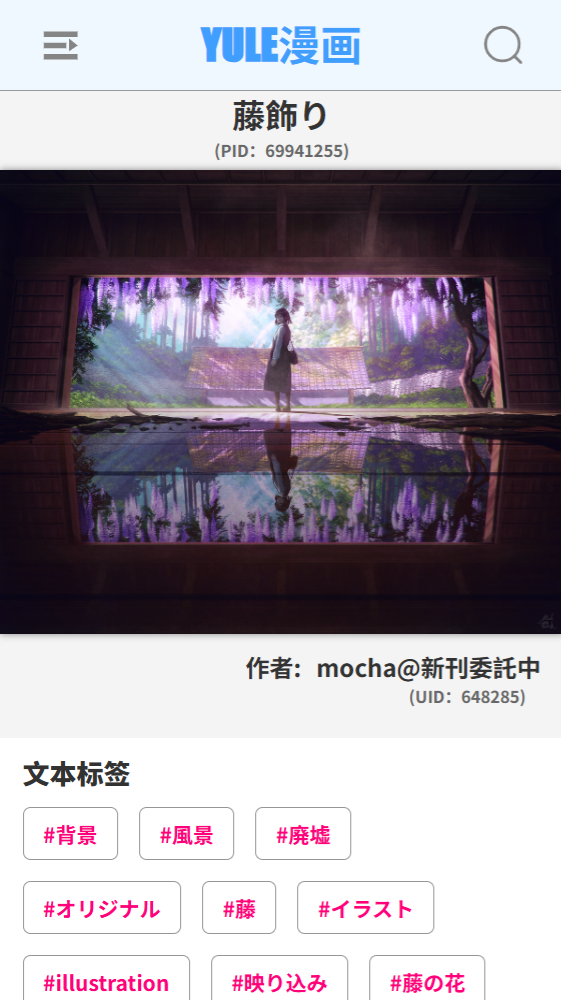 YULE漫画
藤飾り
(PID：69941255)
作者：mocha@新刊委託中
(UID：648285)
文本标签
#背景 #風景 #廃墟
#オリジナル #藤 #イラスト
#illustration #映り込み #藤の花